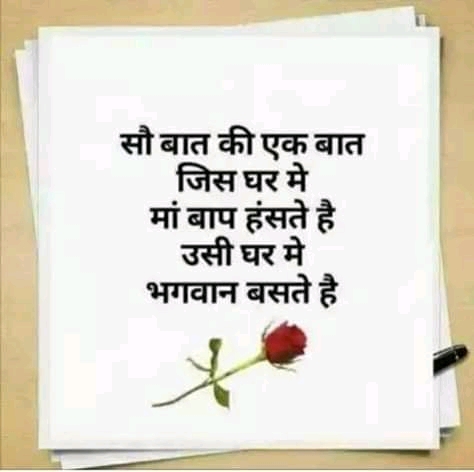 सौ बात की एक बात
जिस घर मे
मां बाप हंसते है
उसी घर मे
भगवान बसते है